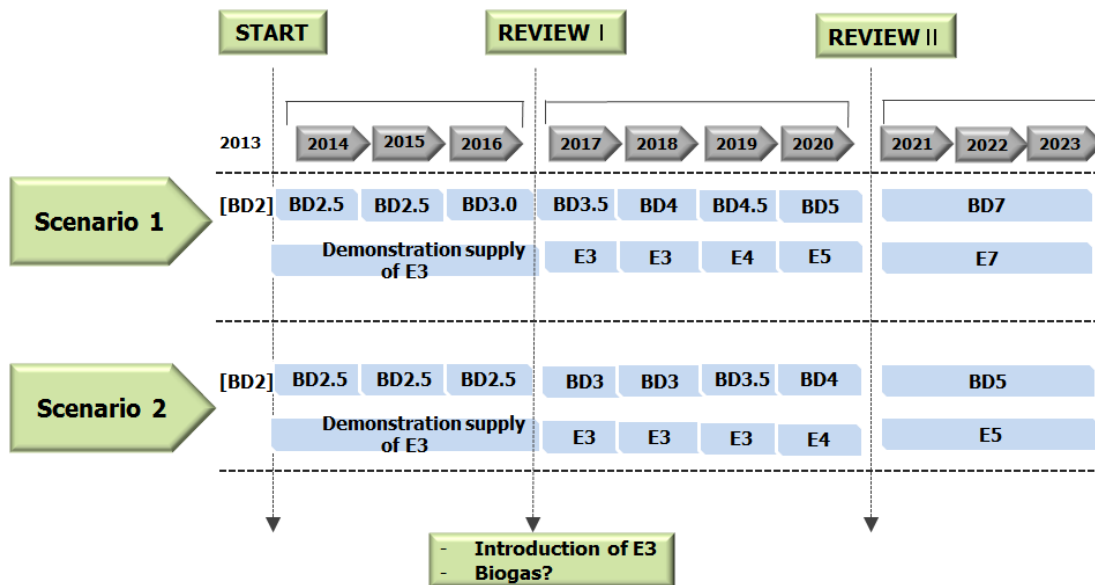 START
REVIEW Ⅰ
REVIEW Ⅱ
2013 2014 2015 2016 2017 2018 2019 2020 2021 2022 2023
Scenario 1
[BD2] BD2.5 BD2.5 BD3.0 BD3.5 BD4 BD4.5 BD5 BD7
Demonstration supply
of E3
E3 E3 E4 E5 E7
Scenario 2
[BD2] BD2.5 BD2.5 BD2.5 BD3 BD3 BD3.5 BD4 BD5
Demonstration supply
of E3
E3 E3 E3 E4 E5
- Introduction of E3
- Biogas?